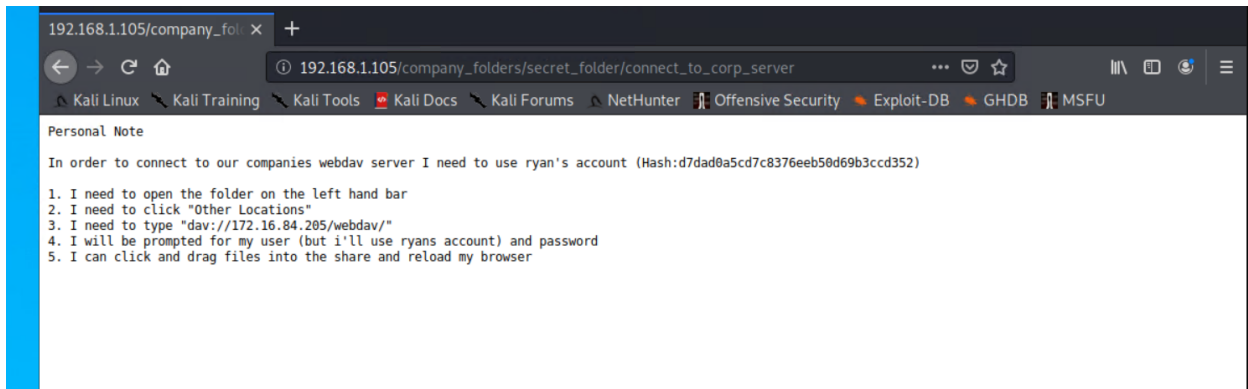 192.168.1.105/company_fol
192.168.1.105/company_folders/secret_folder/connect_to_corp_server
Kali Linux Kali Training Kali Tools Kali Docs Kali Forums NetHunter Offensive Security Exploit-DB GHDB MSFU
Personal Note
In order to connect to our companies webdav server I need to use ryan's account (Hash:d7dad0a5cd7c8376eeb50d69b3ccd352)
1. I need to open the folder on the left hand bar
2. I need to click "Other Locations"
3. I need to type "dav://172.16.84.205/webdav/"
4. I will be prompted for my user (but i'll use ryans account) and password
5. I can click and drag files into the share and reload my browser